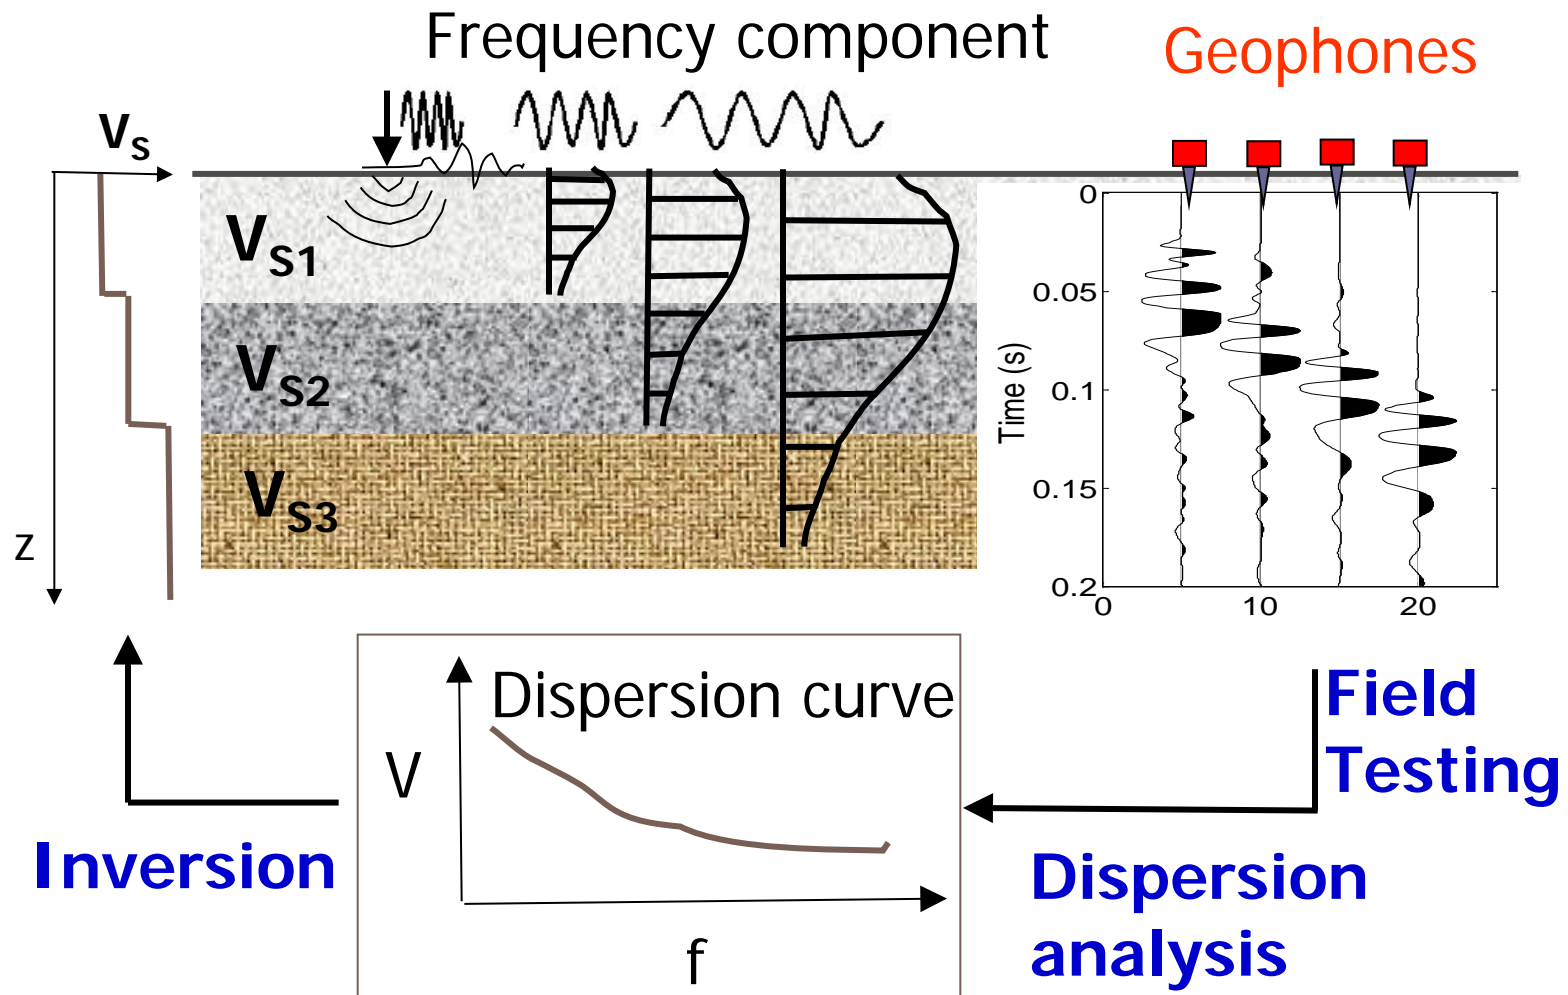 Frequency component
Geophones
VS
VS1
VS2
VS3
z
0
0.05
0.1
0.15
0.2
Time (s)
0
10
20
Dispersion curve
V
f
Field
Testing
Inversion
Dispersion
analysis